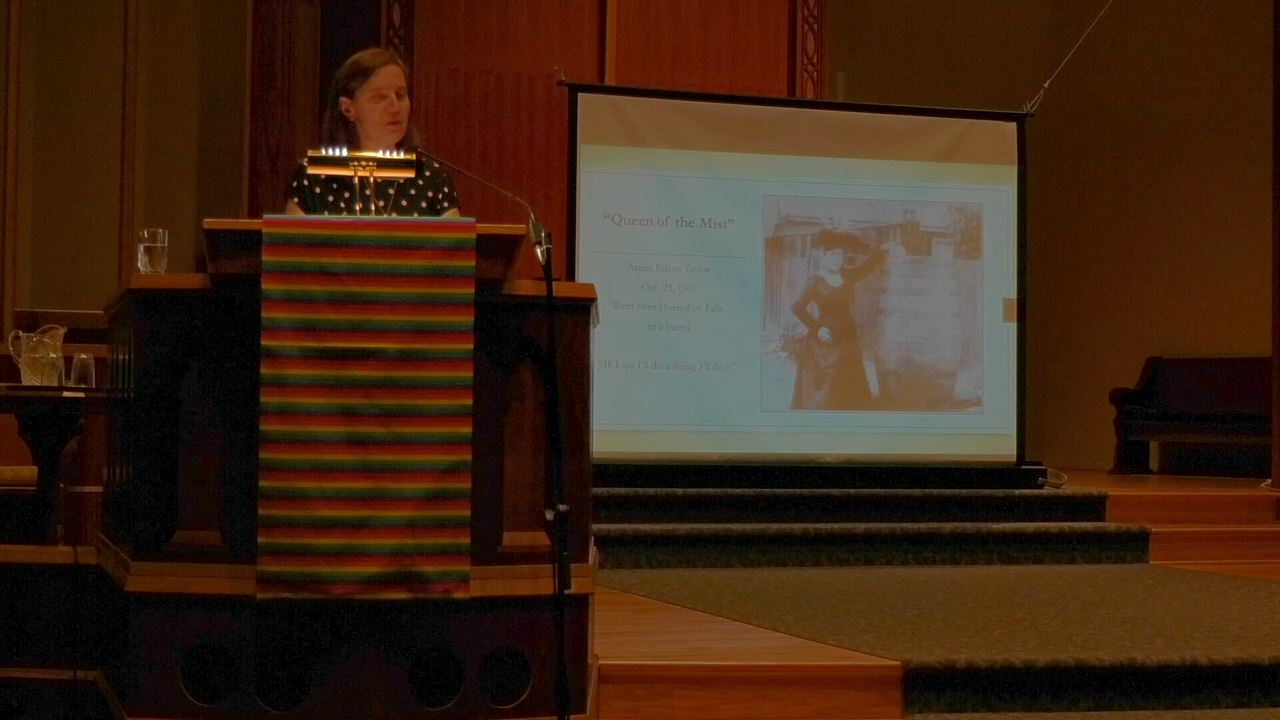 “Queen of the Mist”
Annie Edson Taylor
Oct. 23, 1901
Went over Horseshoe Falls
in a barrel
“If I say I'll do a thing, I'll do it”